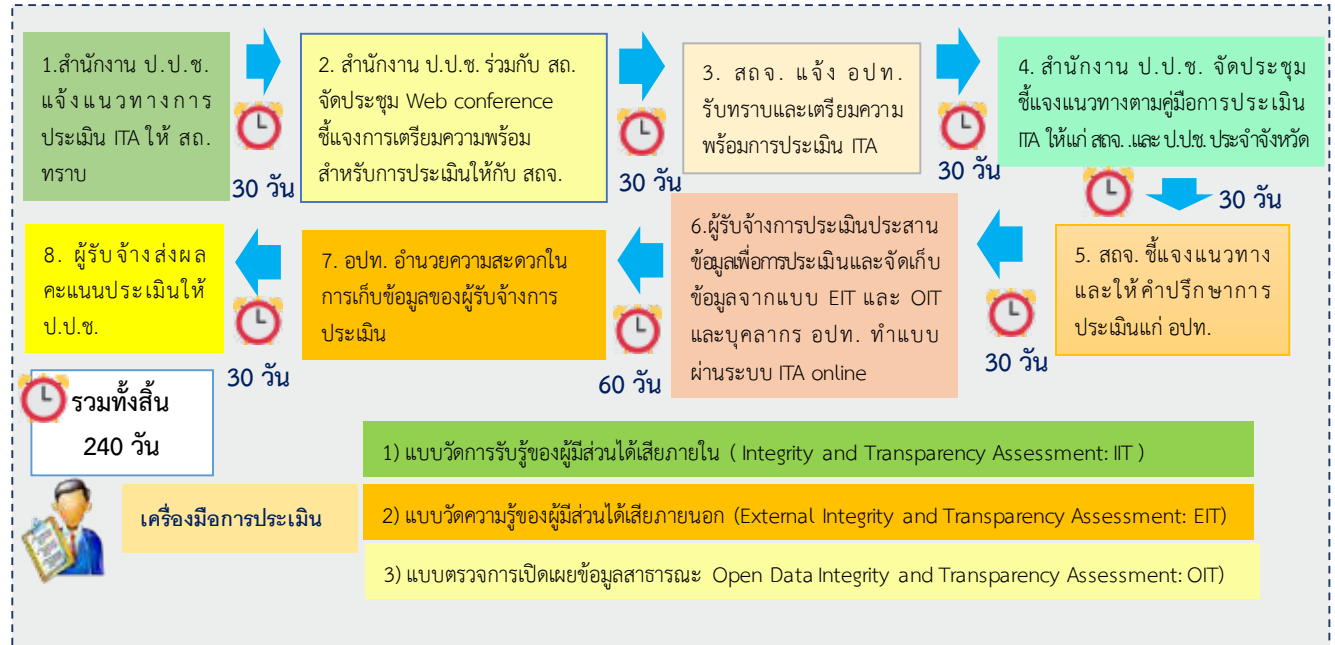 1.สำนักงาน ป.ป.ช.
แจ้งแนวทางการ
ประเมิน ITA ให้ สถ.
ทราบ
30 วัน
2. สำนักงาน ป.ป.ช. ร่วมกับ สถ.
จัดประชุม Web conference
ชี้แจงการเตรียมความพร้อม
สำหรับการประเมินให้กับ สถจ.
30 วัน
3. สถจ. แจ้ง อปท.
รับทราบและเตรียมความ
พร้อมการประเมิน ITA
30 วัน
4. สำนักงาน ป.ป.ช. จัดประชุม
ชี้แจงแนวทางตามคู่มือการประเมิน
ITA ให้แก่ สถจ. .และ ป.ป.ช. ประจำจังหวัด
30 วัน
5. สถจ. ชี้แจงแนวทาง
และให้คำปรึกษาการ
ประเมินแก่ อปท.
30 วัน
6.ผู้รับจ้างการประเมินประสาน
ข้อมูลเพื่อการประเมินและจัดเก็บ
ข้อมูลจากแบบ EIT และ OIT
และบุคลากร อปท. ทำแบบ
ผ่านระบบ ITA online
60 วัน
7. อปท. อำนวยความสะดวกใน
การเก็บข้อมูลของผู้รับจ้างการ
ประเมิน
30 วัน
8. ผู้รับจ้างส่งผล
คะแนนประเมินให้
ป.ป.ช.
รวมทั้งสิ้น
240 วัน
เครื่องมือการประเมิน
1) แบบวัดการรับรู้ของผู้มีส่วนได้เสียภายใน ( Integrity and Transparency Assessment: IIT )
2) แบบวัดความรู้ของผู้มีส่วนได้เสียภายนอก (External Integrity and Transparency Assessment: EIT)
3) แบบตรวจการเปิดเผยข้อมูลสาธารณะ Open Data Integrity and Transparency Assessment: OIT)